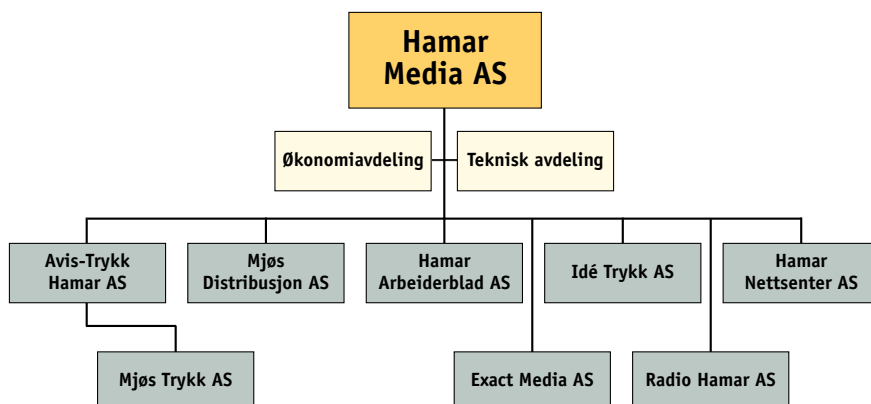 Hamar
Media AS
Økonomiavdeling
Teknisk avdeling
Avis-Trykk
Hamar AS
Mjøs
Distribusjon AS
Hamar
Arbeiderblad AS
Idé Trykk AS
Hamar
Nettsenter AS
Mjøs Trykk AS
Exact Media AS
Radio Hamar AS